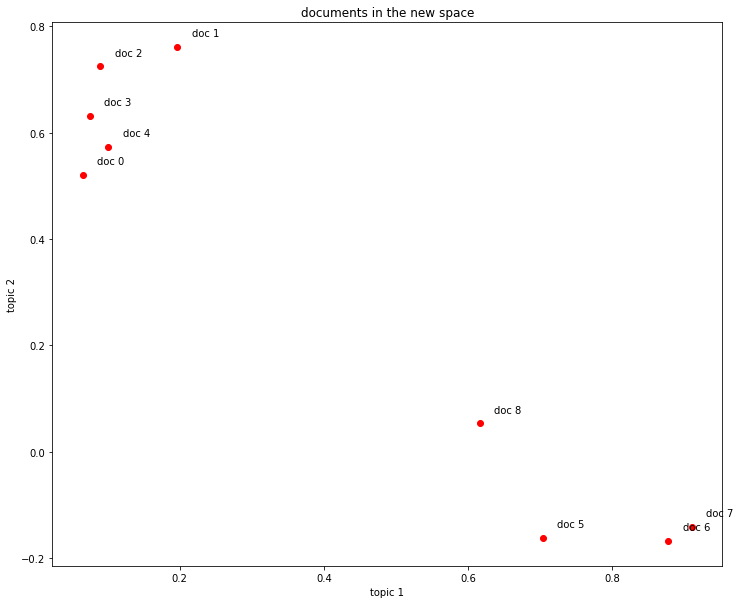 documents in the new space
0.8
doc 1
doc 2
doc 3
0.6
doc 4
doc 0
0.4
topic 2
0.2
doc 8
0.0
doc 7
doc 5
doc 6
−0.2
0.2
0.4
0.6
0.8
topic 1